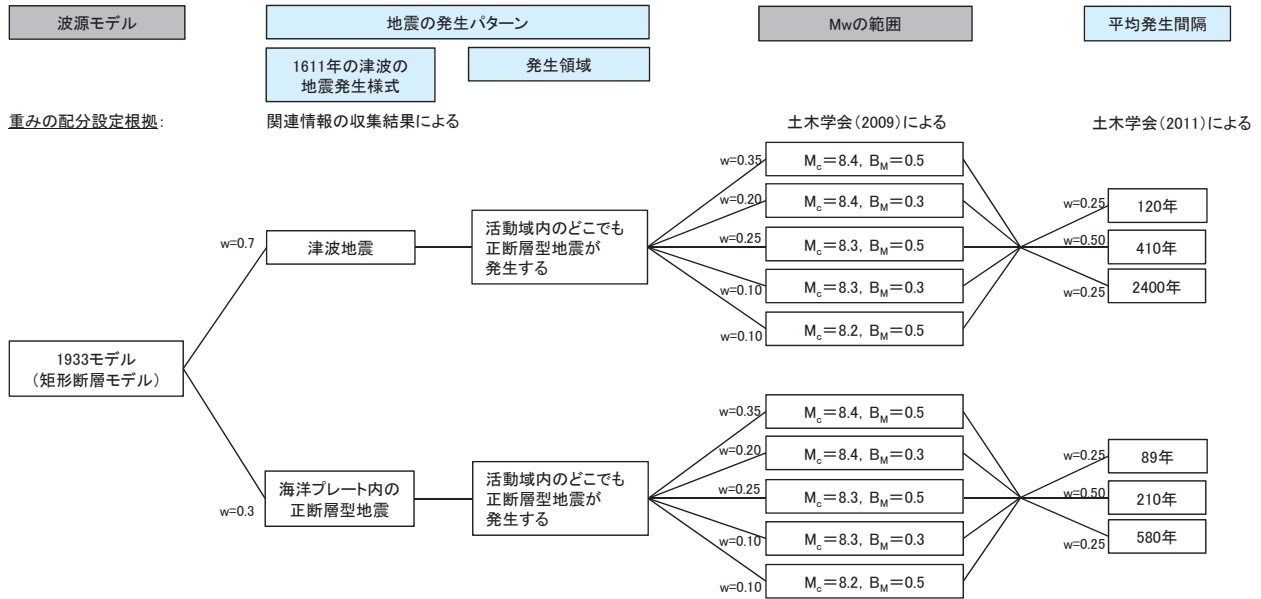 波源モデル
地震の発生パターン
Mwの範囲
平均発生間隔
1611年の津波の
地震発生様式
発生領域
重みの配分設定根拠:
関連情報の収集結果による
土木学会(2009)による
土木学会(2011)による
1933モデル
(矩形断層モデル)
w=0.7
津波地震
活動域内のどこでも
正断層型地震が
発生する
w=0.35
Mc=8.4, BM=0.5
w=0.20
Mc=8.4, BM=0.3
w=0.25
Mc=8.3, BM=0.5
w=0.10
Mc=8.3, BM=0.3
w=0.10
Mc=8.2, BM=0.5
w=0.25
120年
w=0.50
410年
w=0.25
2400年
w=0.3
海洋プレート内の
正断層型地震
活動域内のどこでも
正断層型地震が
発生する
w=0.35
Mc=8.4, BM=0.5
w=0.20
Mc=8.4, BM=0.3
w=0.25
Mc=8.3, BM=0.5
w=0.10
Mc=8.3, BM=0.3
w=0.10
Mc=8.2, BM=0.5
w=0.25
89年
w=0.50
210年
w=0.25
580年